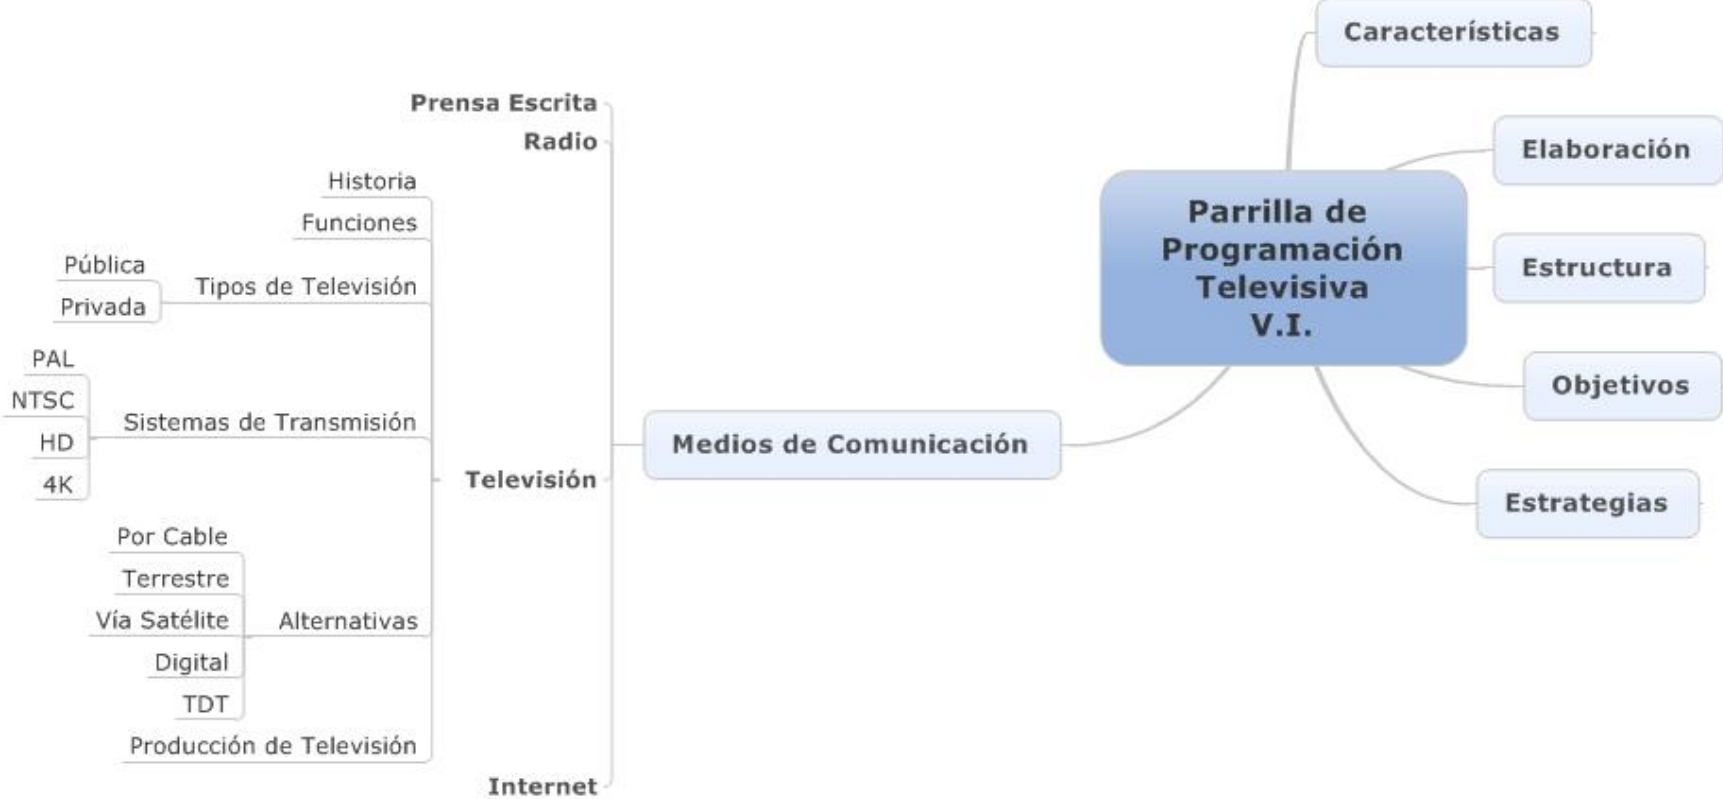 Características
Prensa Escrita
Radio
Elaboración
Historia
Funciones
Parrilla de
Programación
Televisiva
V.I.
Pública
Tipos de Televisión
Privada
Estructura
PAL
NTSC
Sistemas de Transmisión
HD
4K
Objetivos
Medios de Comunicación
Televisión
Estrategias
Por Cable
Terrestre
Vía Satélite
Alternativas
Digital
TDT
Producción de Televisión
Internet